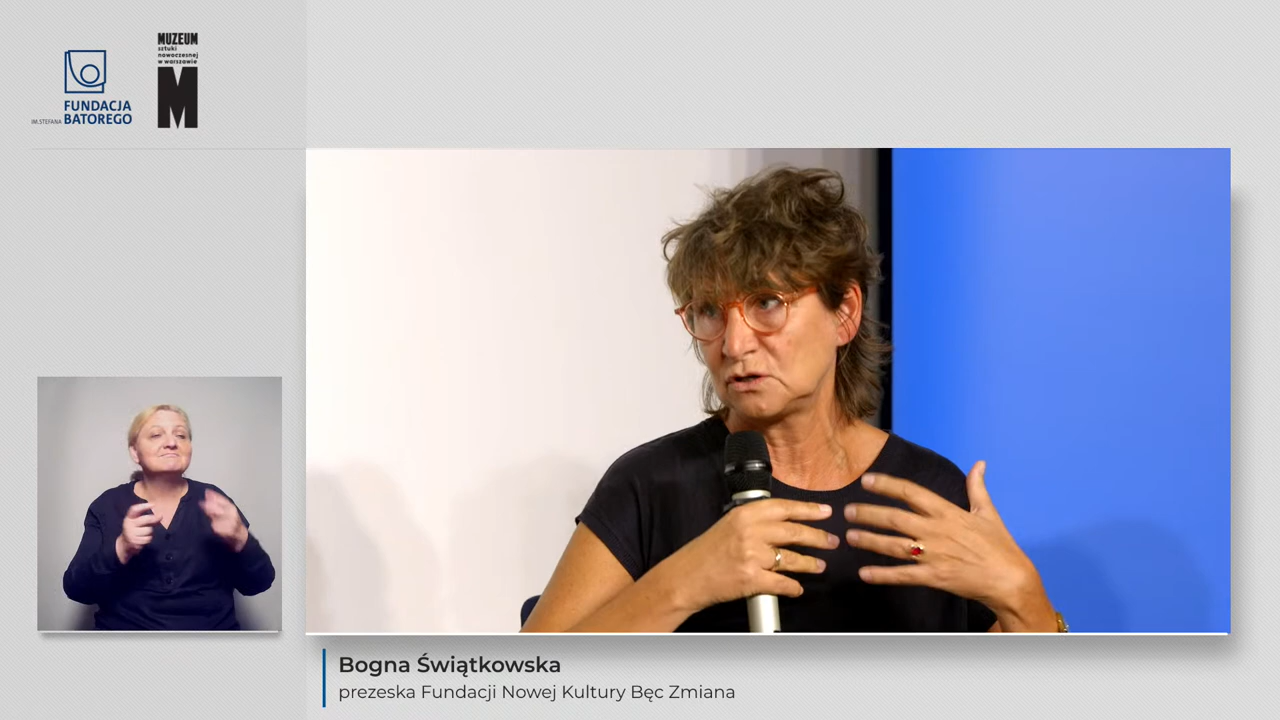 MUZEUM
sztuki
nowoczesnej
w warszawie
M
FUNDACJA
IM. STEFANA BATOREGO
Bogna Świątkowska
prezeska Fundacji Nowej Kultury Bęc Zmiana